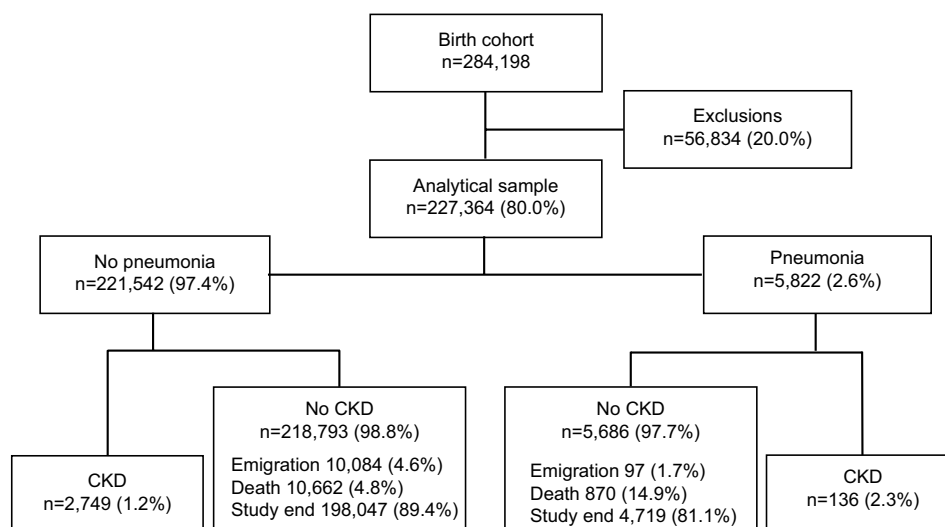 Birth cohort
n=284,198
Exclusions
n=56,834 (20.0%)
Analytical sample
n=227,364 (80.0%)
No pneumonia
n=221,542 (97.4%)
Pneumonia
n=5,822 (2.6%)
CKD
n=2,749 (1.2%)
No CKD
n=218,793 (98.8%)
Emigration 10,084 (4.6%)
Death 10,662 (4.8%)
Study end 198,047 (89.4%)
No CKD
n=5,686 (97.7%)
Emigration 97 (1.7%)
Death 870 (14.9%)
Study end 4,719 (81.1%)
CKD
n=136 (2.3%)